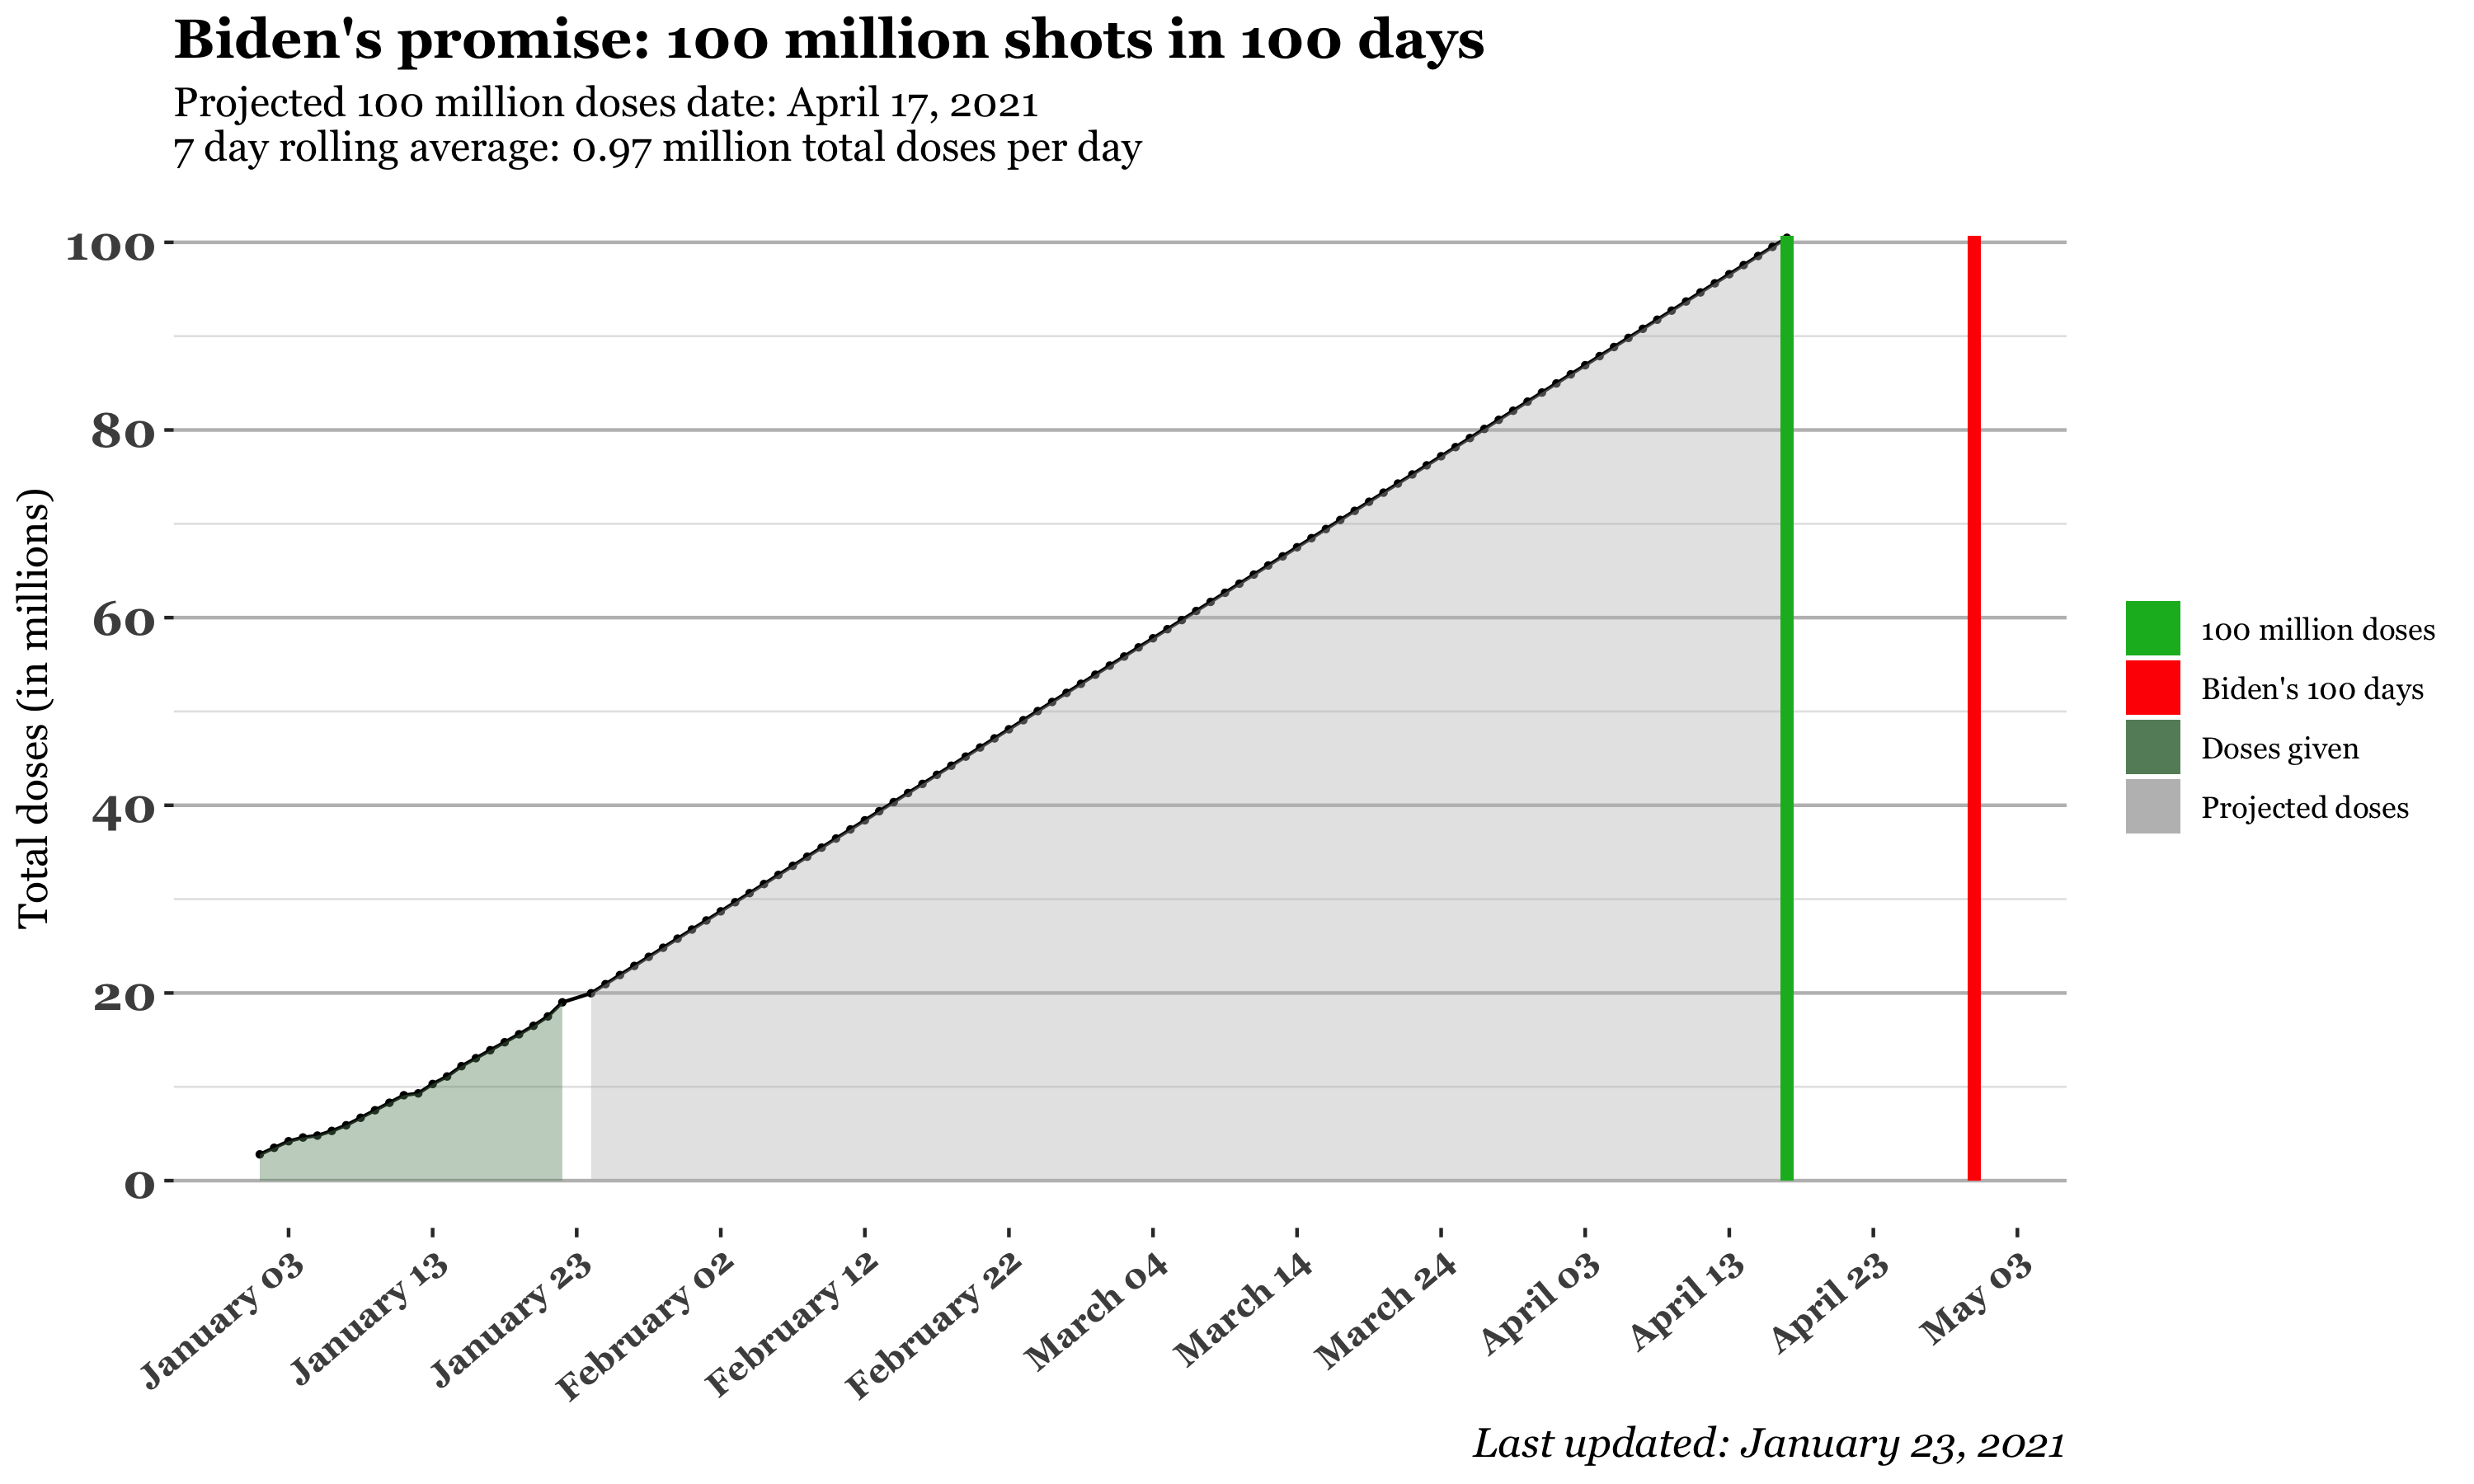 Biden's promise: 100 million shots in 100 days
Projected 100 million doses date: April 17, 2021
7 day rolling average: 0.97 million total doses per day
Total doses (in millions)
100
80
60
40
20
0
January 03
January 13
January 23
February 02
February 12
February 22
March 04
March 14
March 24
April 03
April 13
April 23
May 03
100 million doses
Biden's 100 days
Doses given
Projected doses
Last updated: January 23, 2021